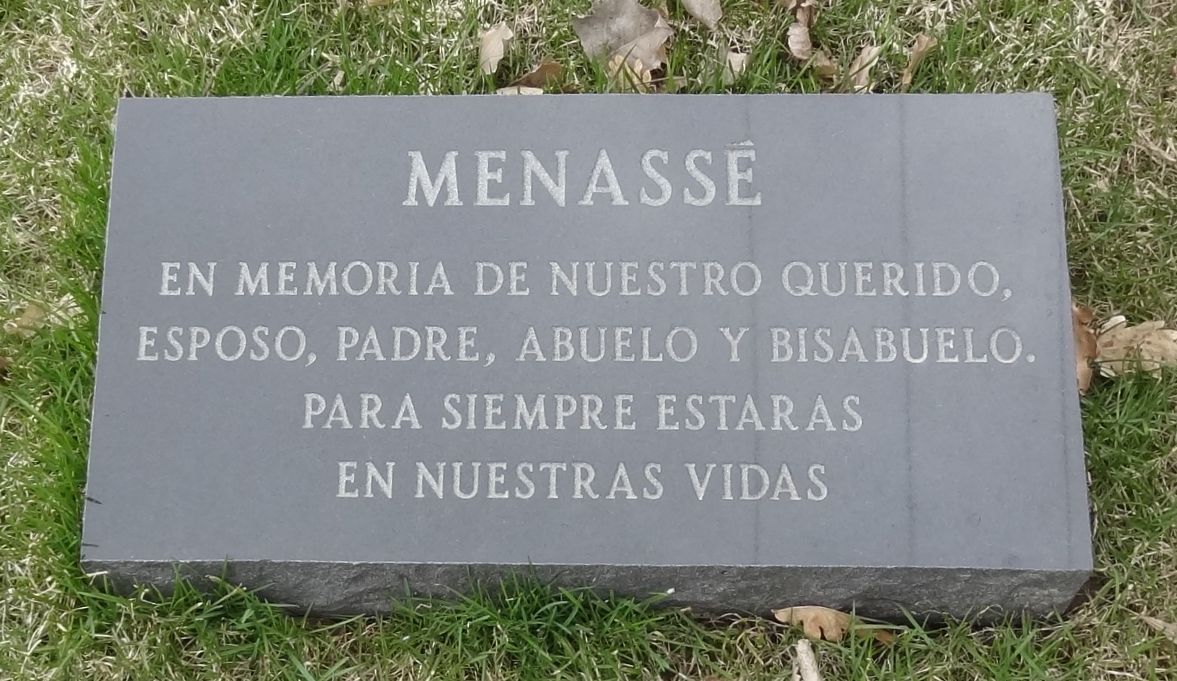 MENASSÉ
EN MEMORIA DE NUESTRO QUERIDO,
ESPOSO, PADRE, ABUELO Y BISABUELO.
PARA SIEMPRE ESTARAS
EN NUESTRAS VIDAS